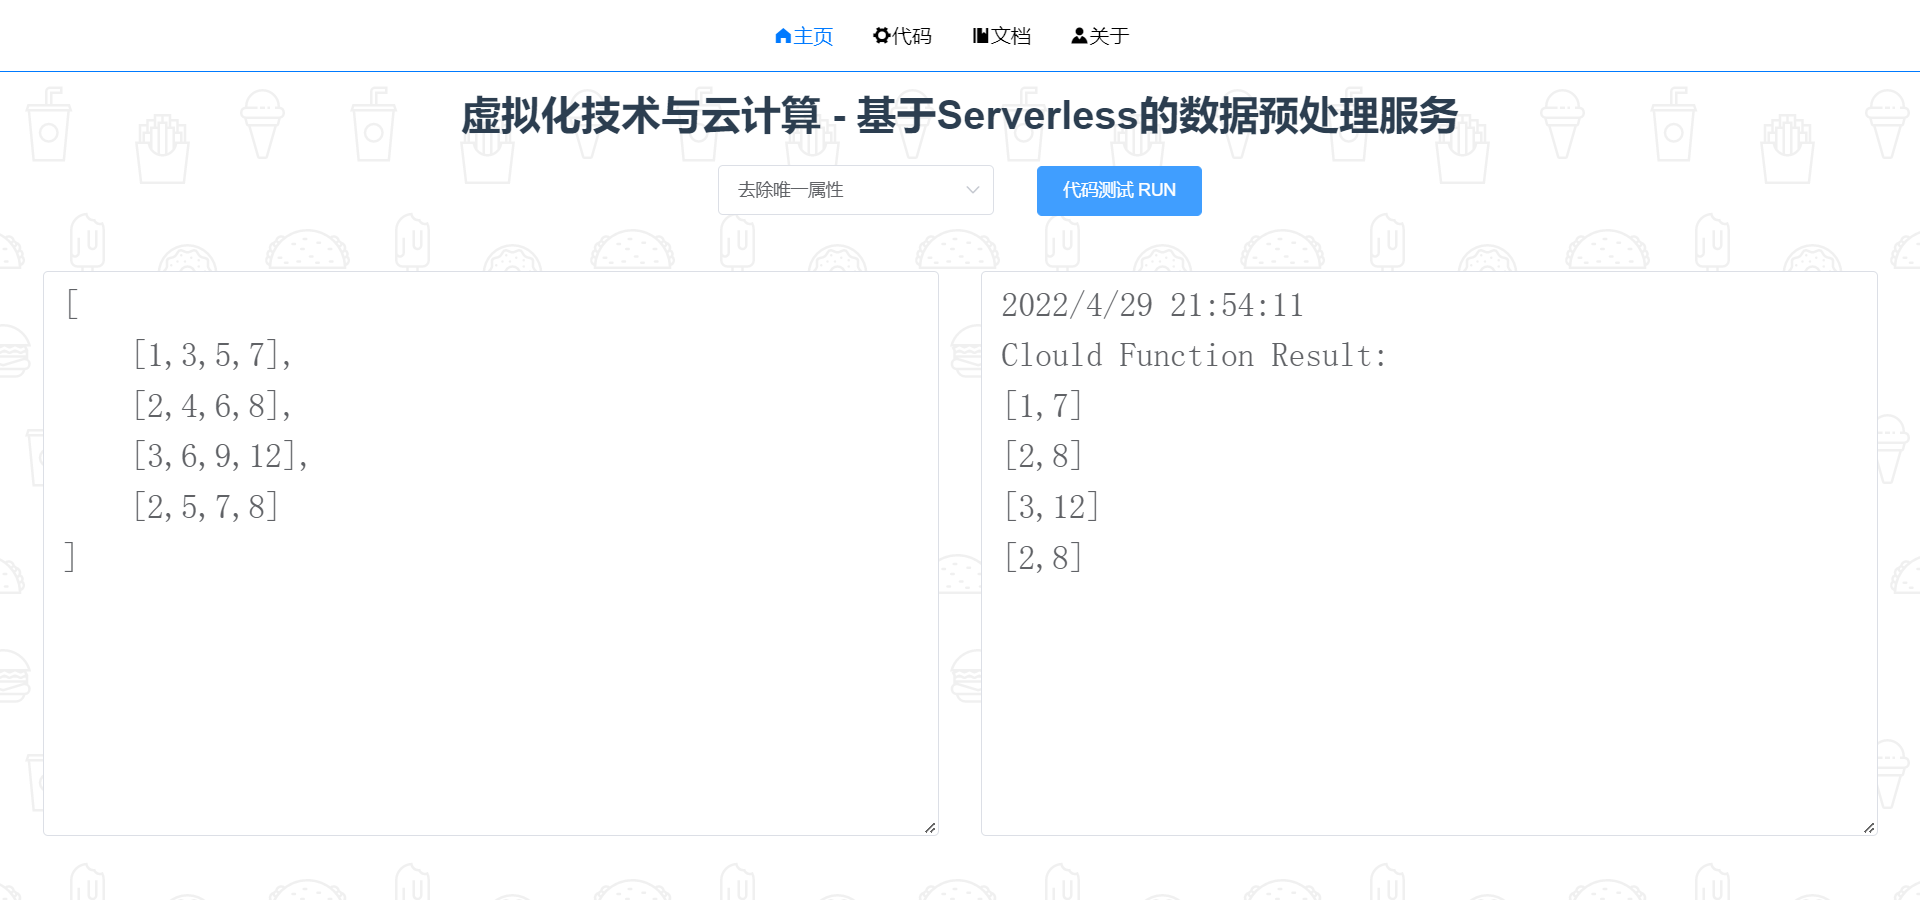 主页 代码 文档 关于
虚拟化技术与云计算 - 基于Serverless的数据预处理服务
去除唯一属性 代码测试 RUN
[
[1,3,5,7],
[2,4,6,8],
[3,6,9,12],
[2,5,7,8]
]
2022/4/29 21:54:11
Clould Function Result:
[1,7]
[2,8]
[3,12]
[2,8]